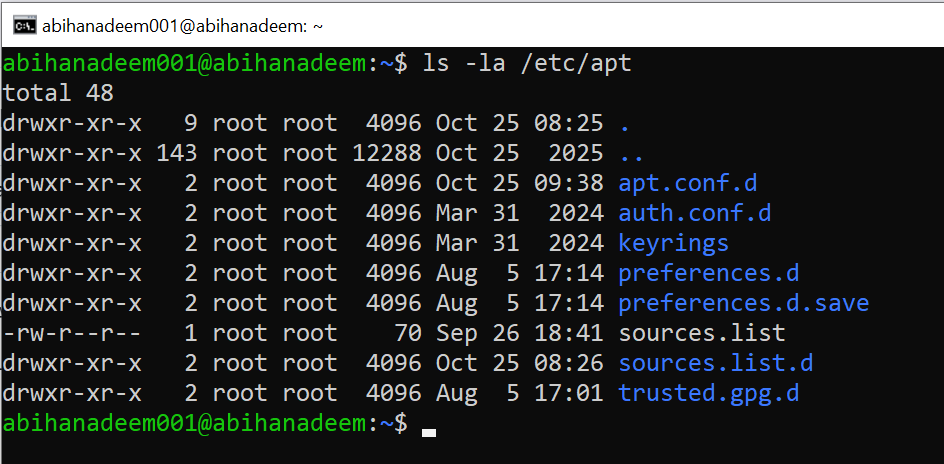 abihanadeem001@abihanadeem: ~
abihanadeem001@abihanadeem:~$ ls -la /etc/apt
total 48
drwxr-xr-x   9 root root  4096 Oct 25 08:25 .
drwxr-xr-x 143 root root 12288 Oct 25  2025 ..
drwxr-xr-x   2 root root  4096 Oct 25 09:38 apt.conf.d
drwxr-xr-x   2 root root  4096 Mar 31  2024 auth.conf.d
drwxr-xr-x   2 root root  4096 Mar 31  2024 keyrings
drwxr-xr-x   2 root root  4096 Aug  5 17:14 preferences.d
drwxr-xr-x   2 root root  4096 Aug  5 17:14 preferences.d.save
-rw-r--r--   1 root root    70 Sep 26 18:41 sources.list
drwxr-xr-x   2 root root  4096 Oct 25 08:26 sources.list.d
drwxr-xr-x   2 root root  4096 Aug  5 17:01 trusted.gpg.d
abihanadeem001@abihanadeem:~$